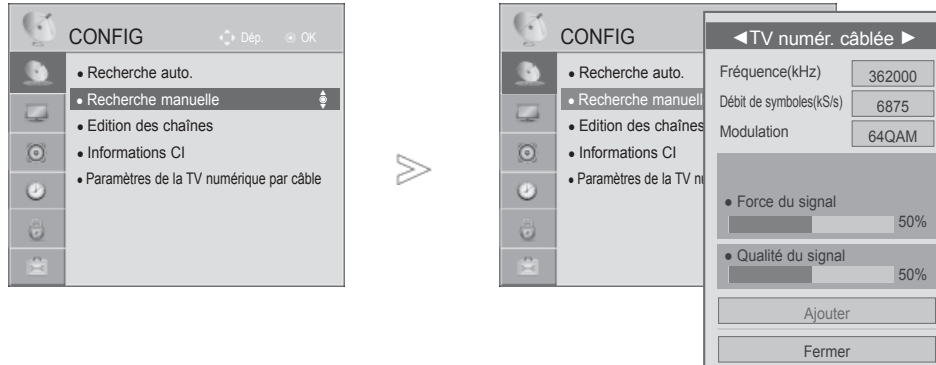 CONFIG
Dép. OK
• Recherche auto.
• Recherche manuelle
• Edition des chaînes
• Informations CI
• Paramètres de la TV numérique par câble
CONFIG
• Recherche auto.
• Recherche manuell
• Edition des chaînes
• Informations CI
• Paramètres de la TV nu
◄TV numér. câblée ►
Fréquence(kHz) 362000
Débit de symboles(kS/s) 6875
Modulation 64QAM
• Force du signal
50%
• Qualité du signal
50%
Ajouter
Fermer